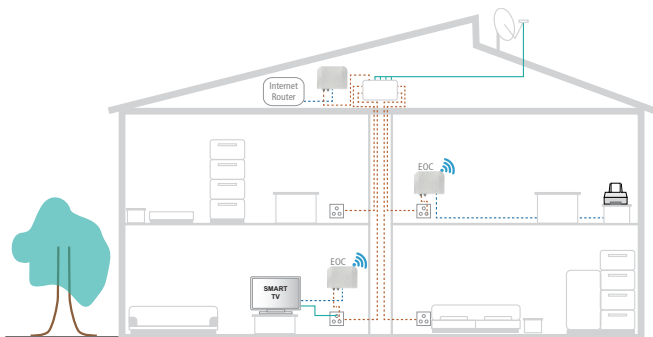 Internet
Router
EOC
EOC
SMART
TV